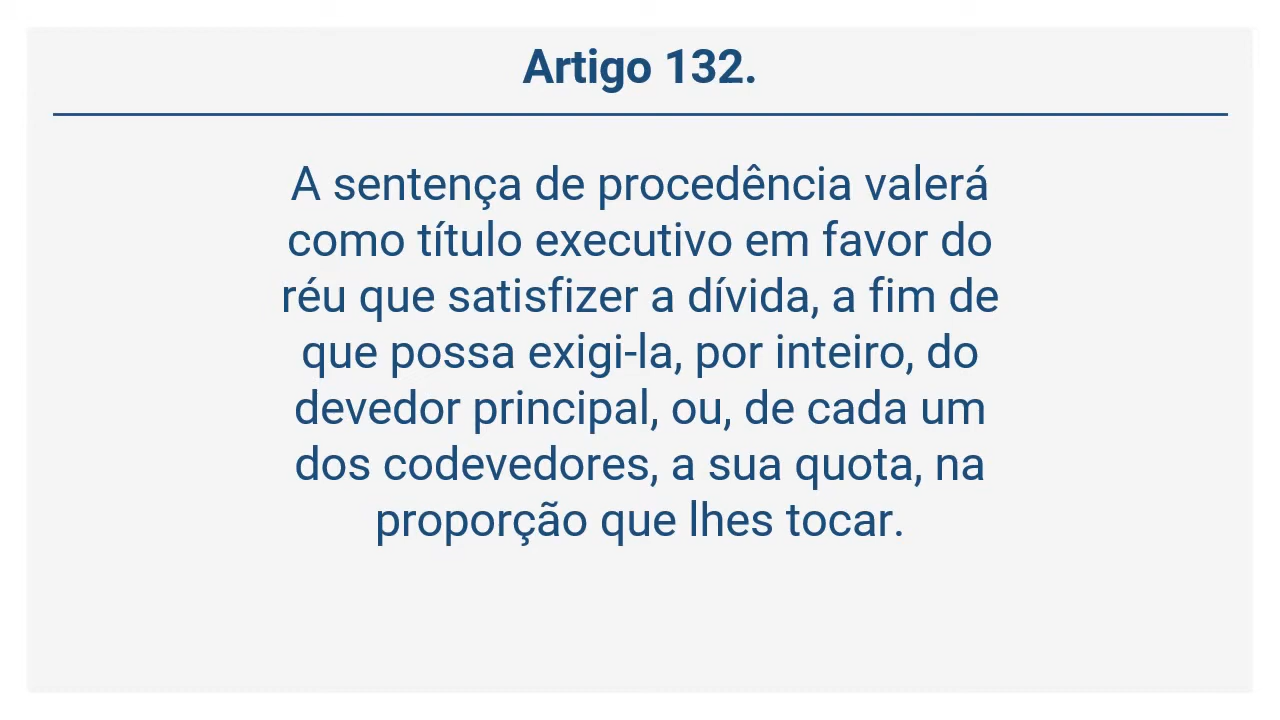 Artigo 132.
A sentença de procedência valerá
como título executivo em favor do
réu que satisfizer a dívida, a fim de
que possa exigi-la, por inteiro, do
devedor principal, ou, de cada um
dos codevedores, a sua quota, na
proporção que lhes tocar.